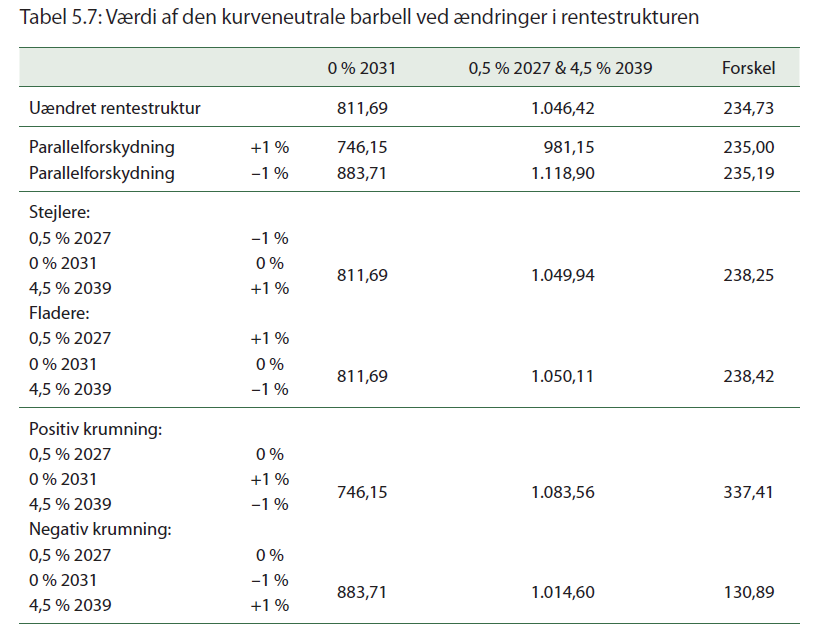 Tabel 5.7: Værdi af den kurveneutrale barbell ved ændringer i rentestrukturen
0 % 2031 0,5 % 2027 & 4,5 % 2039 Forskel
Uændret rentestruktur 811,69 1.046,42 234,73
Parallelforskydning +1 % 746,15 981,15 235,00
Parallelforskydning –1 % 883,71 1.118,90 235,19
Stejlere:
0,5 % 2027 –1 %
0 % 2031 0 %
811,69 1.049,94 238,25
4,5 % 2039 +1 %
Fladere:
0,5 % 2027 +1 %
0 % 2031 0 %
811,69 1.050,11 238,42
4,5 % 2039 –1 %
Positiv krumning:
0,5 % 2027 0 %
0 % 2031 +1 %
746,15 1.083,56 337,41
4,5 % 2039 –1 %
Negativ krumning:
0,5 % 2027 0 %
0 % 2031 –1 %
883,71 1.014,60 130,89
4,5 % 2039 +1 %